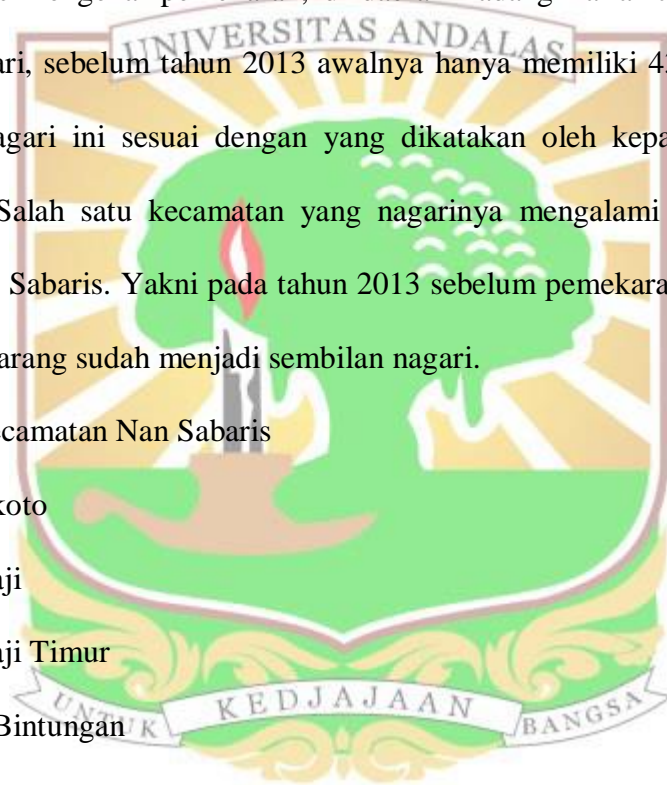 UNIVERSITAS ANDALAS
ari, sebelum tahun 2013 awalnya hanya memiliki 4
agari ini sesuai dengan yang dikatakan oleh kepa
Salah satu kecamatan yang nagarinya mengalami
Sabaris. Yakni pada tahun 2013 sebelum pemekara
arang sudah menjadi sembilan nagari.
ecamatan Nan Sabaris
koto
aji
aji Timur
Bintungan
UNTUK KEDJAJAAN BANGSA